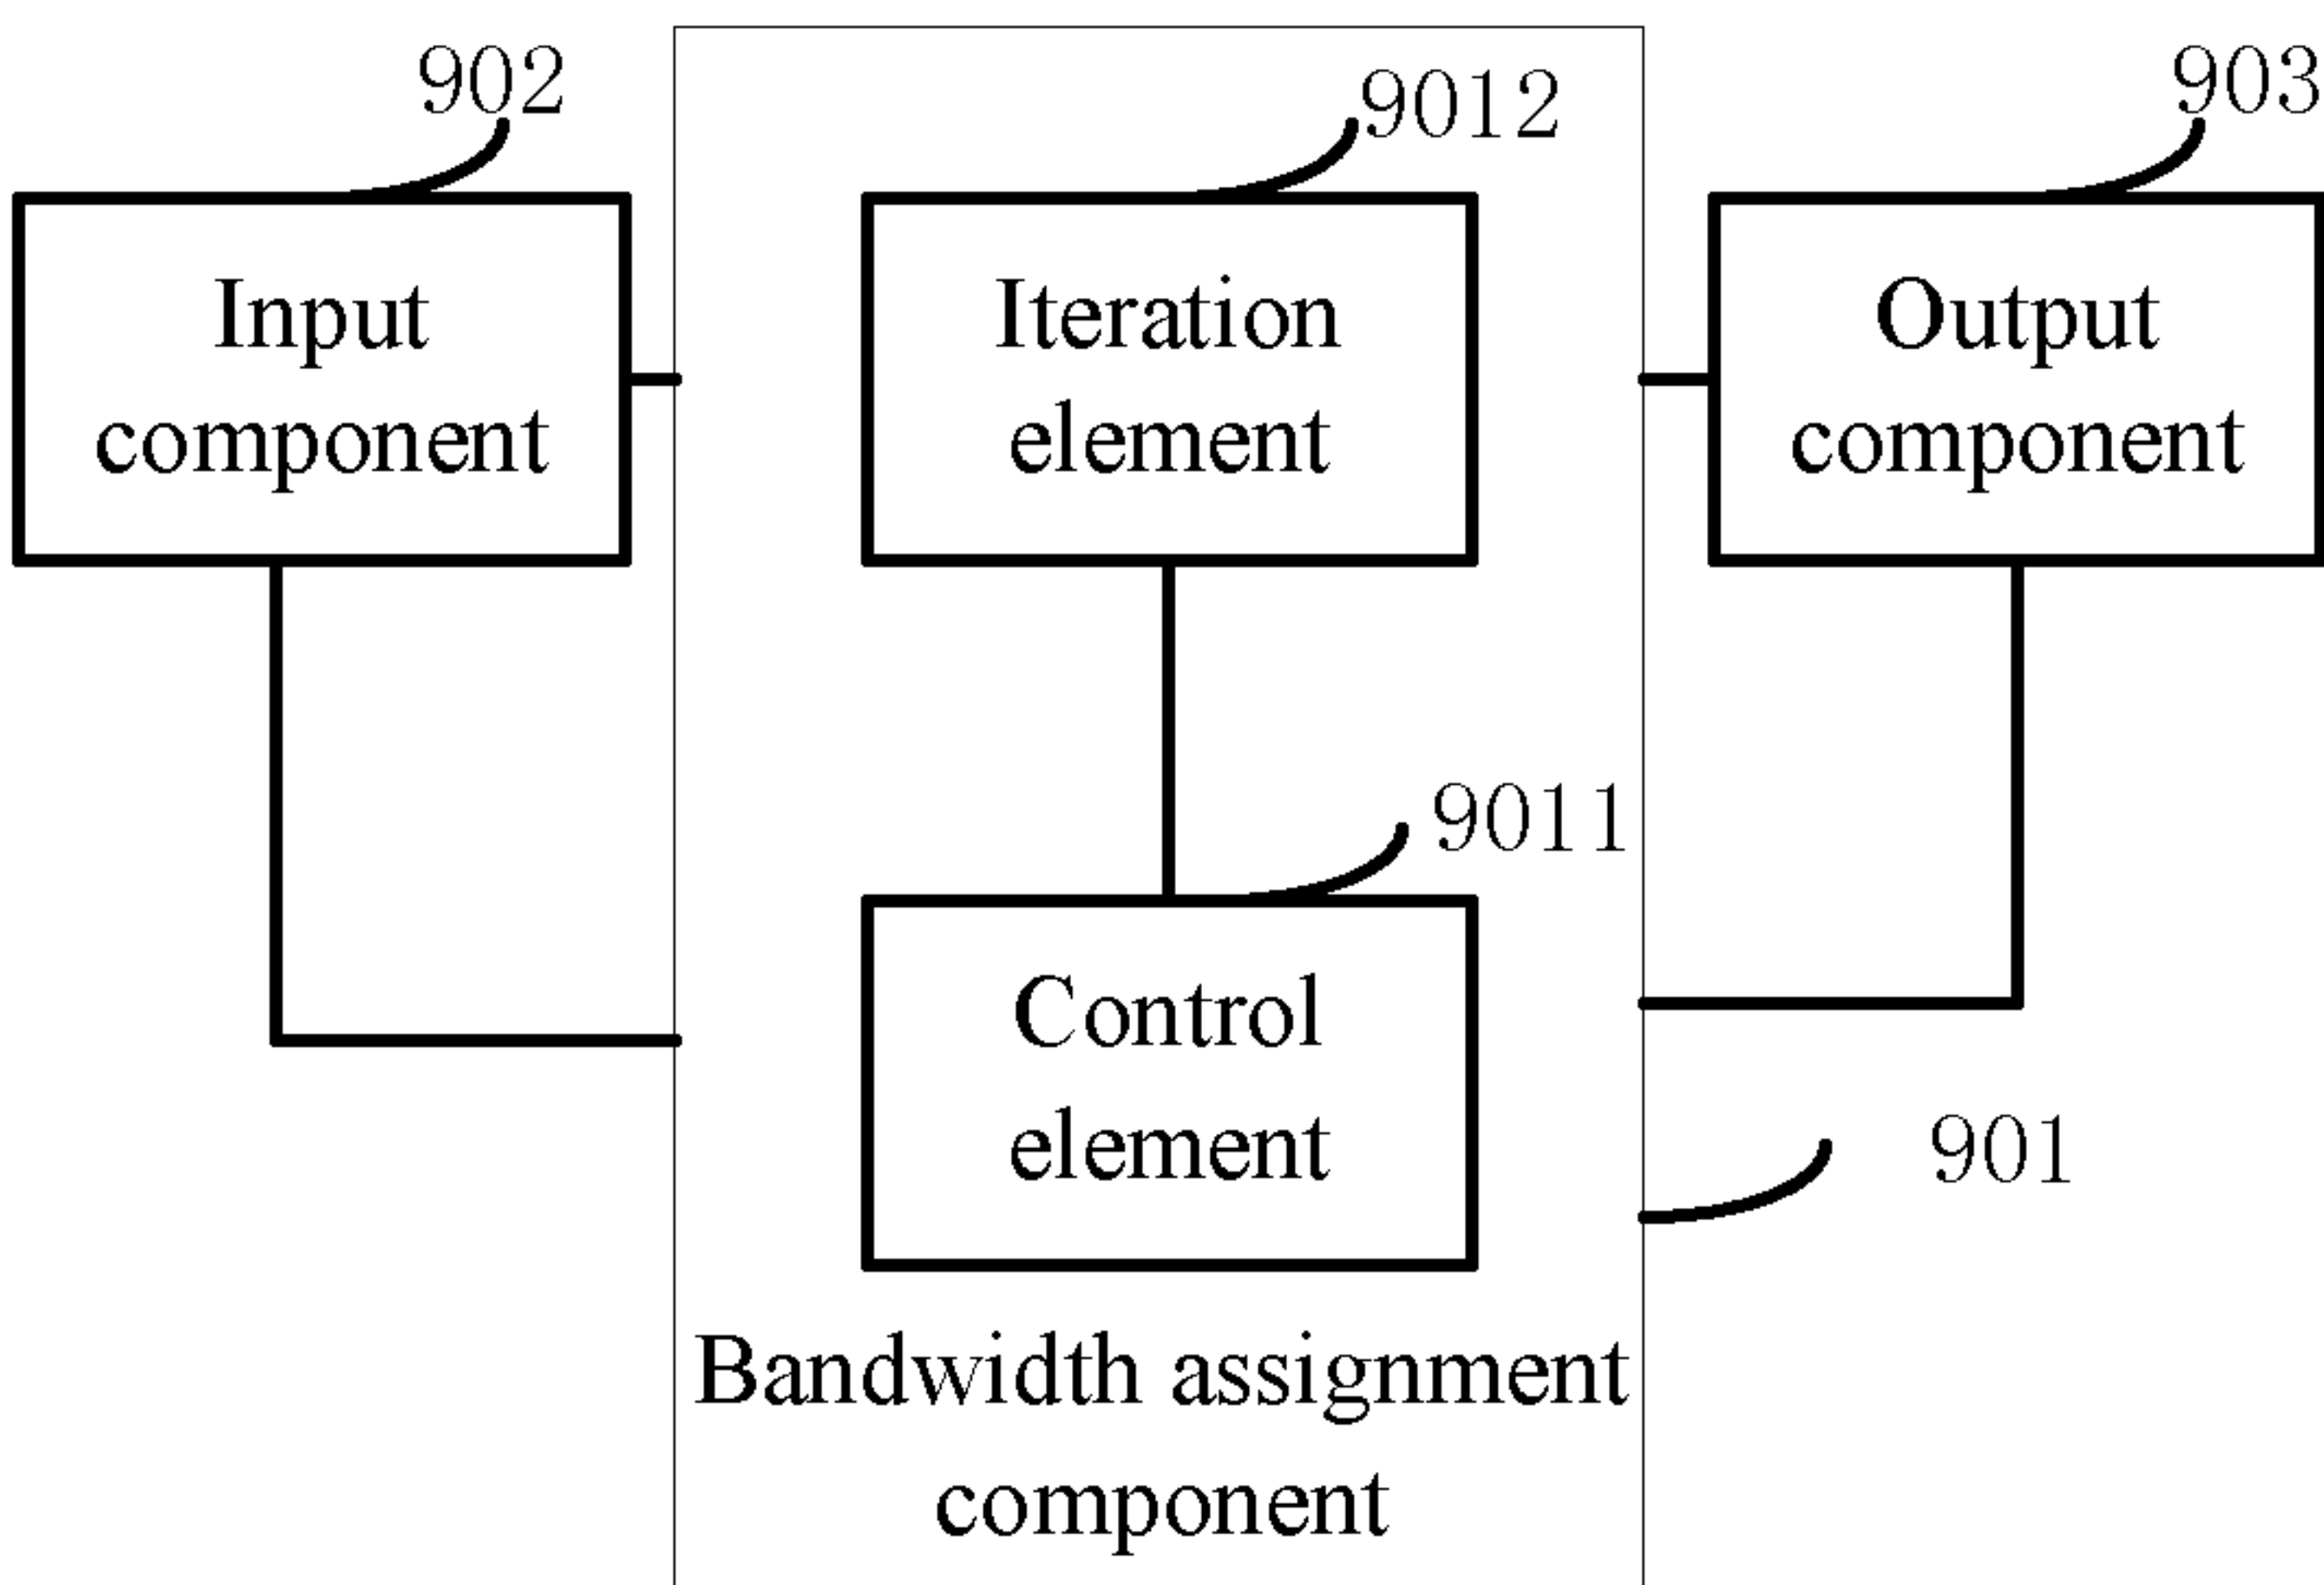 902
9012
903
Input
component
Iteration
element
Output
component
9011
Control
element
901
Bandwidth assignment
component